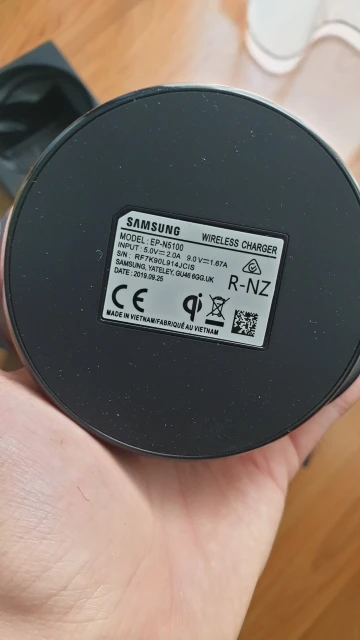 SAMSUNG WIRELESS CHARGER
MODEL: EP-N5100
INPUT: 5.0V⎓2.0A 9.0V⎓1.67A
S/N: RF7K90L914JCIS
SAMSUNG, YATELEY, GU46 6GG.UK
DATE: 2019.09.25
R-NZ
CE qi
MADE IN VIETNAM/FABRIQUÉ AU VIETNAM